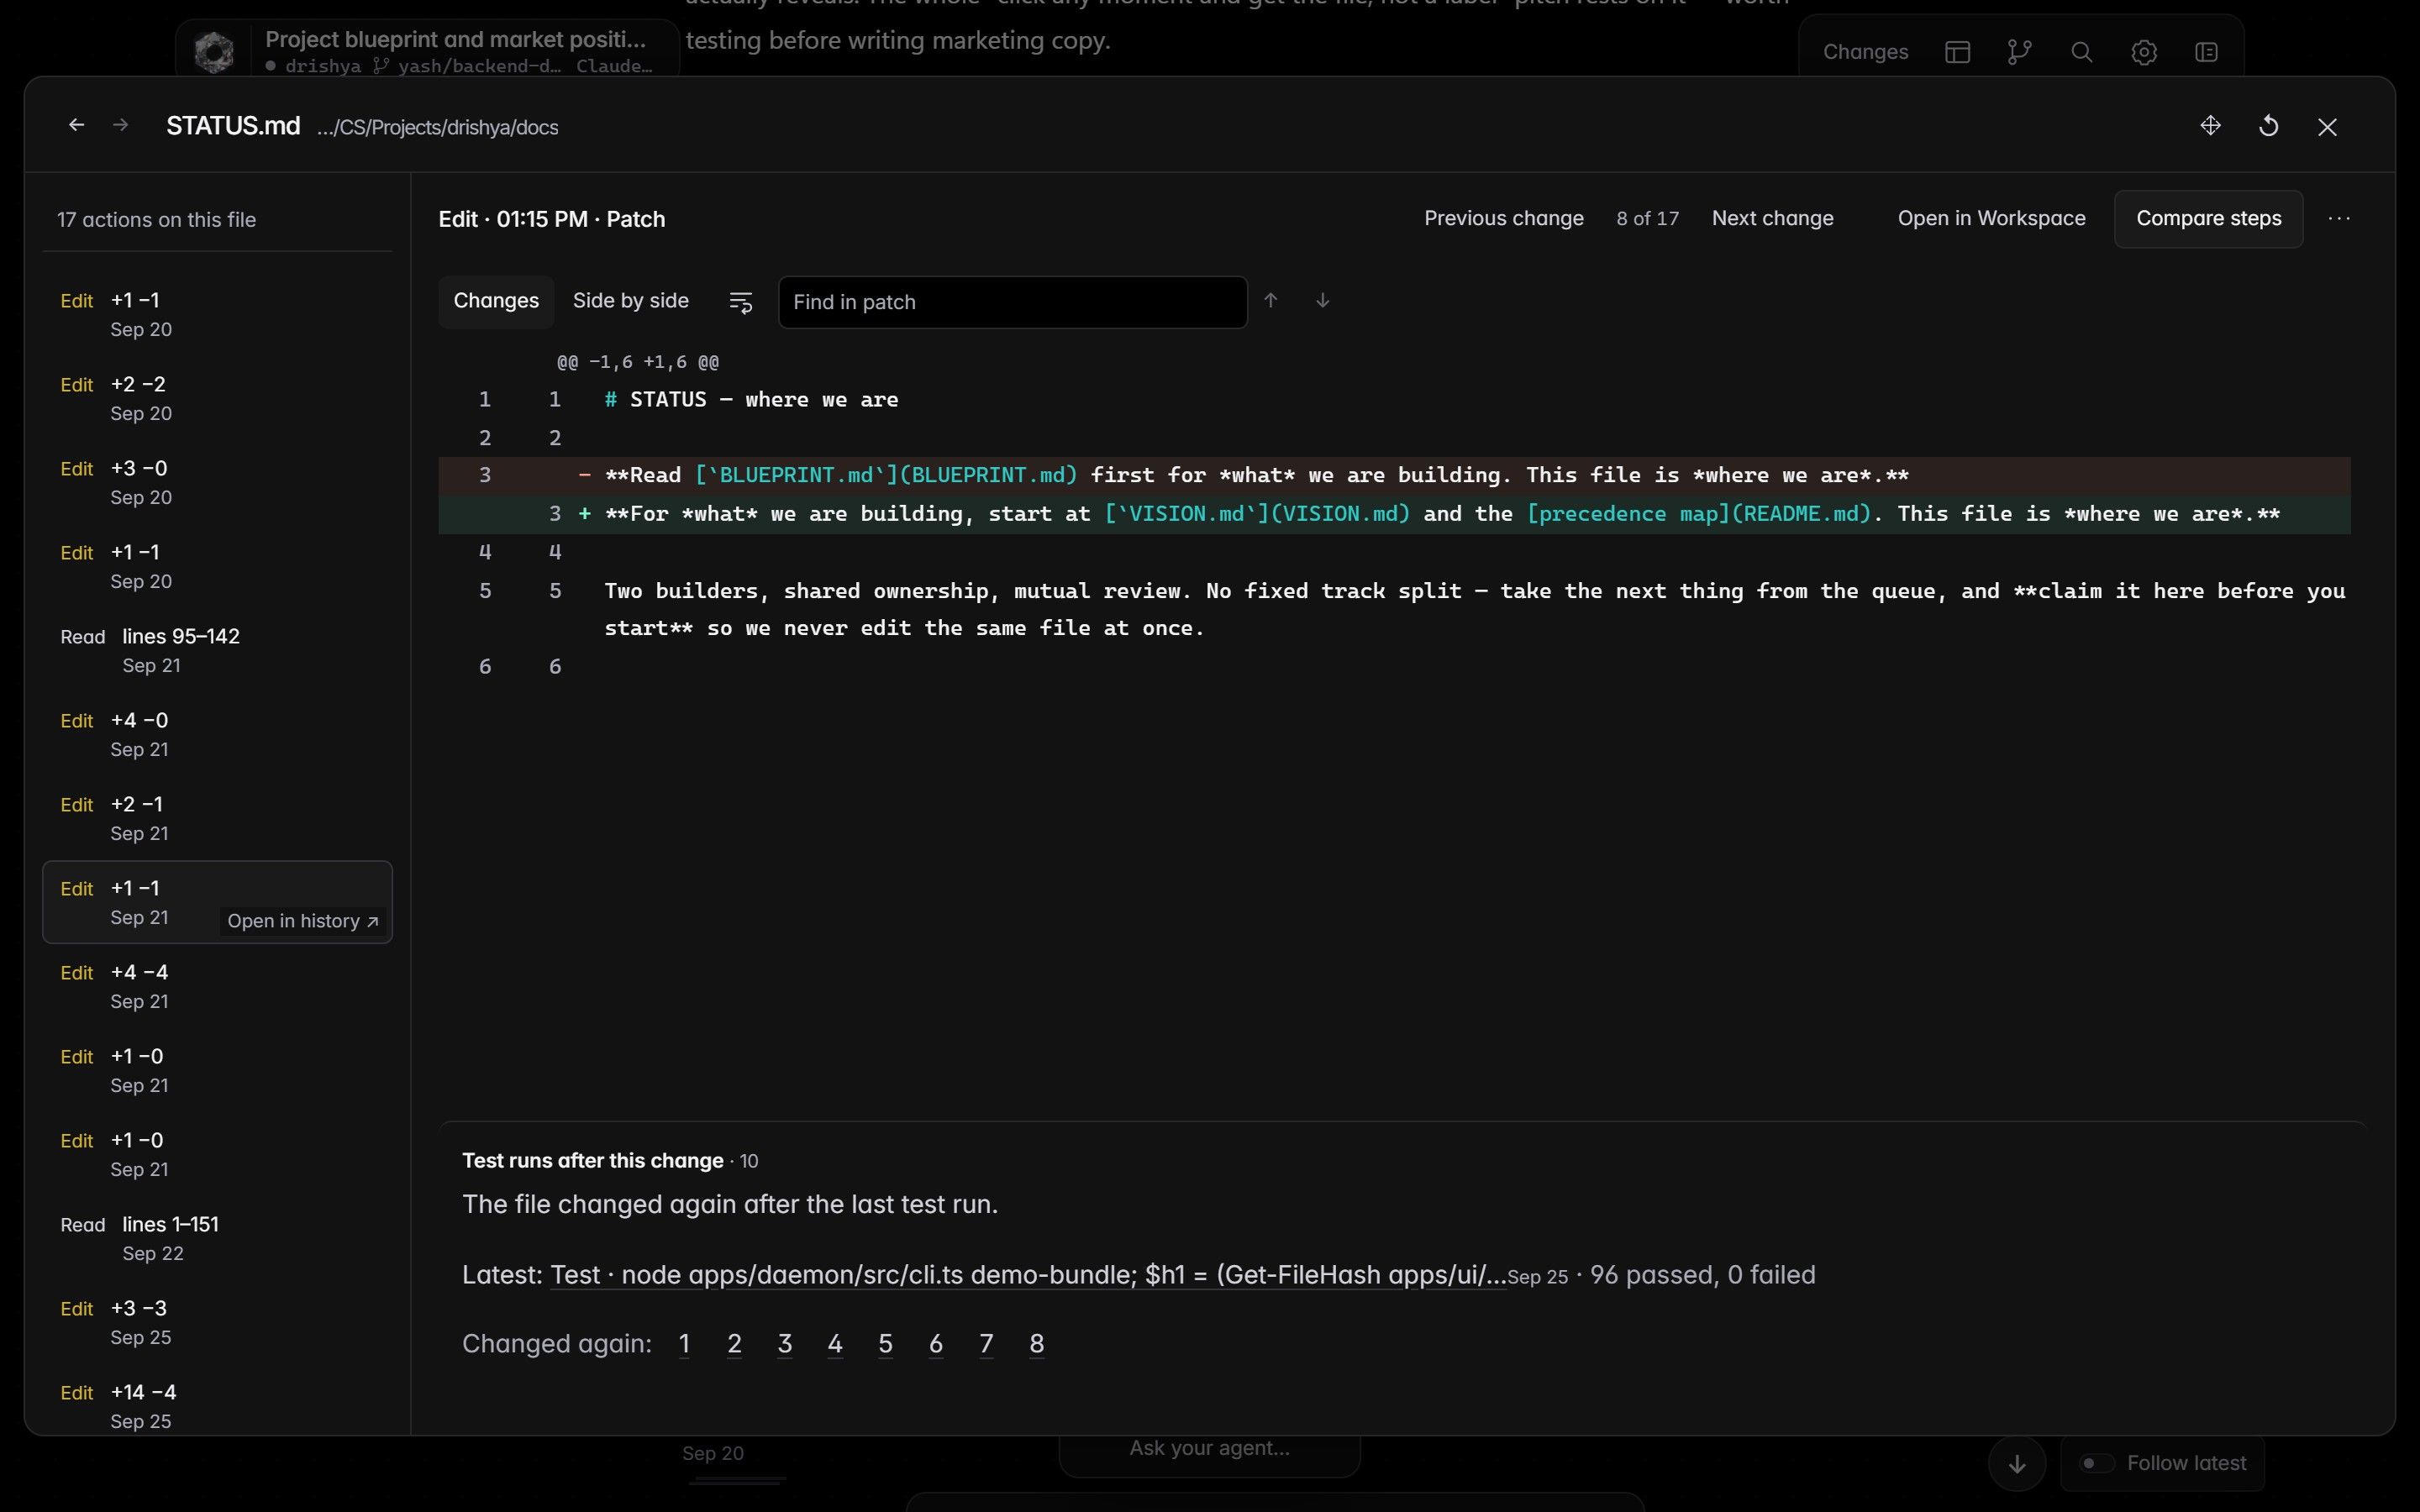 testing before writing marketing copy.
Project blueprint and market positi...
drishya yash/backend-d... Claude...
Changes
STATUS.md .../CS/Projects/drishya/docs
17 actions on this file
Edit +1 −1
Sep 20
Edit +2 −2
Sep 20
Edit +3 −0
Sep 20
Edit +1 −1
Sep 20
Read lines 95–142
Sep 21
Edit +4 −0
Sep 21
Edit +2 −1
Sep 21
Edit +1 −1
Sep 21 Open in history ↗
Edit +4 −4
Sep 21
Edit +1 −0
Sep 21
Edit +1 −0
Sep 21
Read lines 1–151
Sep 22
Edit +3 −3
Sep 25
Edit +14 −4
Sep 25
Edit · 01:15 PM · Patch
Previous change 8 of 17 Next change Open in Workspace Compare steps ···
Changes Side by side Find in patch ↑ ↓
@@ −1,6 +1,6 @@
1 1 # STATUS — where we are
2 2
3 − **Read [`BLUEPRINT.md`](BLUEPRINT.md) first for *what* we are building. This file is *where we are*.**
3 + **For *what* we are building, start at [`VISION.md`](VISION.md) and the [precedence map](README.md). This file is *where we are*.**
4 4
5 5 Two builders, shared ownership, mutual review. No fixed track split — take the next thing from the queue, and **claim it here before you
start** so we never edit the same file at once.
6 6
Test runs after this change · 10
The file changed again after the last test run.
Latest: Test · node apps/daemon/src/cli.ts demo-bundle; $h1 = (Get-FileHash apps/ui/...Sep 25 · 96 passed, 0 failed
Changed again: 1 2 3 4 5 6 7 8
Sep 20
Ask your agent...
Follow latest